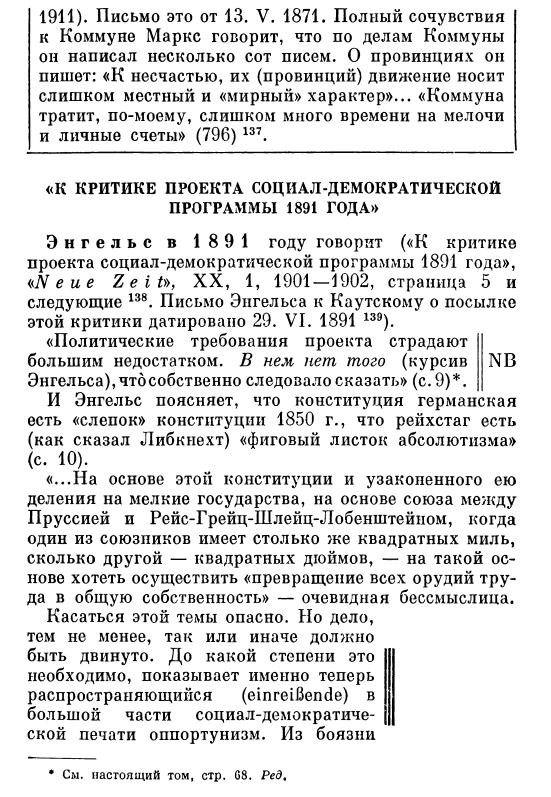 1911). Письмо это от 13. V. 1871. Полный сочувствия
к Коммуне Маркс говорит, что по делам Коммуны
он написал несколько сот писем. О провинциях он
пишет: «К несчастью, их (провинций) движение носит
слишком местный и «мирный» характер»... «Коммуна
тратит, по-моему, слишком много времени на мелочи
и личные счеты» (796) ¹³⁷.
«К КРИТИКЕ ПРОЕКТА СОЦИАЛ-ДЕМОКРАТИЧЕСКОЙ
ПРОГРАММЫ 1891 ГОДА»
Энгельс в 1891 году говорит («К критике
проекта социал-демократической программы 1891 года»,
«Neue Zeit», XX, 1, 1901—1902, страница 5 и
следующие ¹³⁸. Письмо Энгельса к Каутскому о посылке
этой критики датировано 29. VI. 1891 ¹³⁹).
«Политические требования проекта страдают
большим недостатком. В нем нет того (курсив NB
Энгельса), что собственно следовало сказать» (с. 9)*.
И Энгельс поясняет, что конституция германская
есть «слепок» конституции 1850 г., что рейхстаг есть
(как сказал Либкнехт) «фиговый листок абсолютизма»
(с. 10).
«...На основе этой конституции и узаконенного ею
деления на мелкие государства, на основе союза между
Пруссией и Рейс-Грейц-Шлейц-Лобенштейном, когда
один из союзников имеет столько же квадратных миль,
сколько другой — квадратных дюймов, — на такой ос-
нове хотеть осуществить «превращение всех орудий тру-
да в общую собственность» — очевидная бессмыслица.
Касаться этой темы опасно. Но дело,
тем не менее, так или иначе должно
быть двинуто. До какой степени это
необходимо, показывает именно теперь
распространяющийся (einreißende) в
большой части социал-демократиче-
ской печати оппортунизм. Из боязни
* См. настоящий том, стр. 68. Ред.